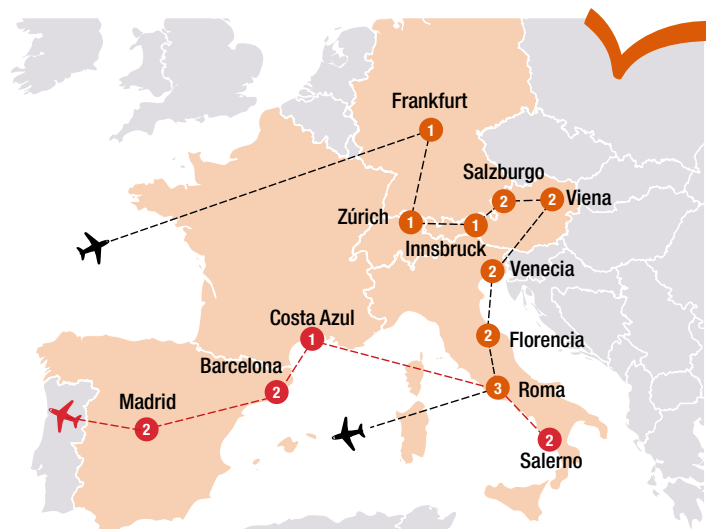 Frankfurt
1
Salzburgo
2
2
Viena
Zúrich
1
1
Innsbruck
2
Venecia
Costa Azul
1
2
Florencia
Barcelona
2
3
Roma
Madrid
2
2
Salerno